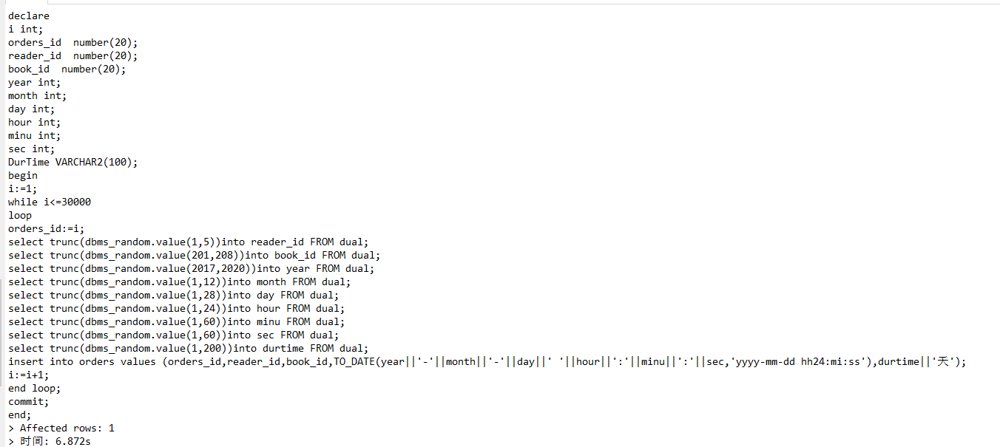 declare
i int;
orders_id  number(20);
reader_id  number(20);
book_id  number(20);
year int;
month int;
day int;
hour int;
minu int;
sec int;
DurTime VARCHAR2(100);
begin
i:=1;
while i<=30000
loop
orders_id:=i;
select trunc(dbms_random.value(1,5))into reader_id FROM dual;
select trunc(dbms_random.value(201,208))into book_id FROM dual;
select trunc(dbms_random.value(2017,2020))into year FROM dual;
select trunc(dbms_random.value(1,12))into month FROM dual;
select trunc(dbms_random.value(1,28))into day FROM dual;
select trunc(dbms_random.value(1,24))into hour FROM dual;
select trunc(dbms_random.value(1,60))into minu FROM dual;
select trunc(dbms_random.value(1,60))into sec FROM dual;
select trunc(dbms_random.value(1,200))into durtime FROM dual;
insert into orders values (orders_id,reader_id,book_id,TO_DATE(year||'-'||month||'-'||day||' '||hour||':'||minu||':'||sec,'yyyy-mm-dd hh24:mi:ss'),durtime||'天');
i:=i+1;
end loop;
commit;
end;
> Affected rows: 1
> 时间: 6.872s